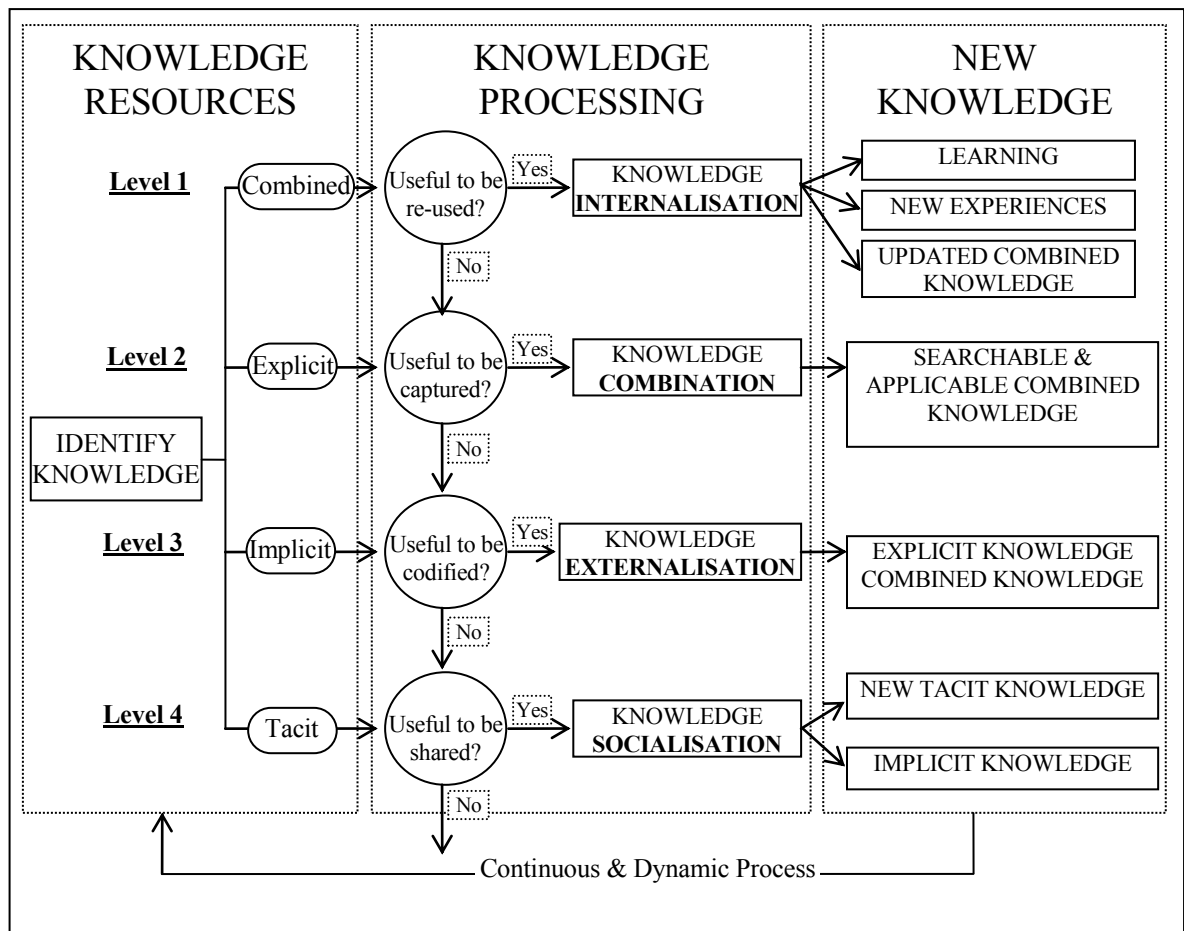 KNOWLEDGE
RESOURCES
KNOWLEDGE
PROCESSING
NEW
KNOWLEDGE
Level 1
Combined
Useful to be
re-used?
Yes
KNOWLEDGE
INTERNALISATION
LEARNING
NEW EXPERIENCES
UPDATED COMBINED
KNOWLEDGE
No
Level 2
Explicit
Useful to be
captured?
Yes
KNOWLEDGE
COMBINATION
SEARCHABLE &
APPLICABLE COMBINED
KNOWLEDGE
IDENTIFY
KNOWLEDGE
No
Level 3
Implicit
Useful to be
codified?
Yes
KNOWLEDGE
EXTERNALISATION
EXPLICIT KNOWLEDGE
COMBINED KNOWLEDGE
No
Level 4
Tacit
Useful to be
shared?
Yes
KNOWLEDGE
SOCIALISATION
NEW TACIT KNOWLEDGE
IMPLICIT KNOWLEDGE
No
Continuous & Dynamic Process